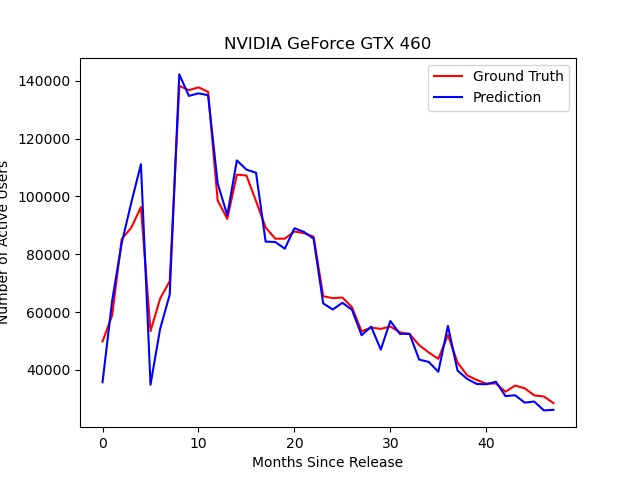 NVIDIA GeForce GTX 460
Ground Truth
Prediction
140000
120000
100000
80000
60000
40000
Number of Active Users
0
10
20
30
40
Months Since Release